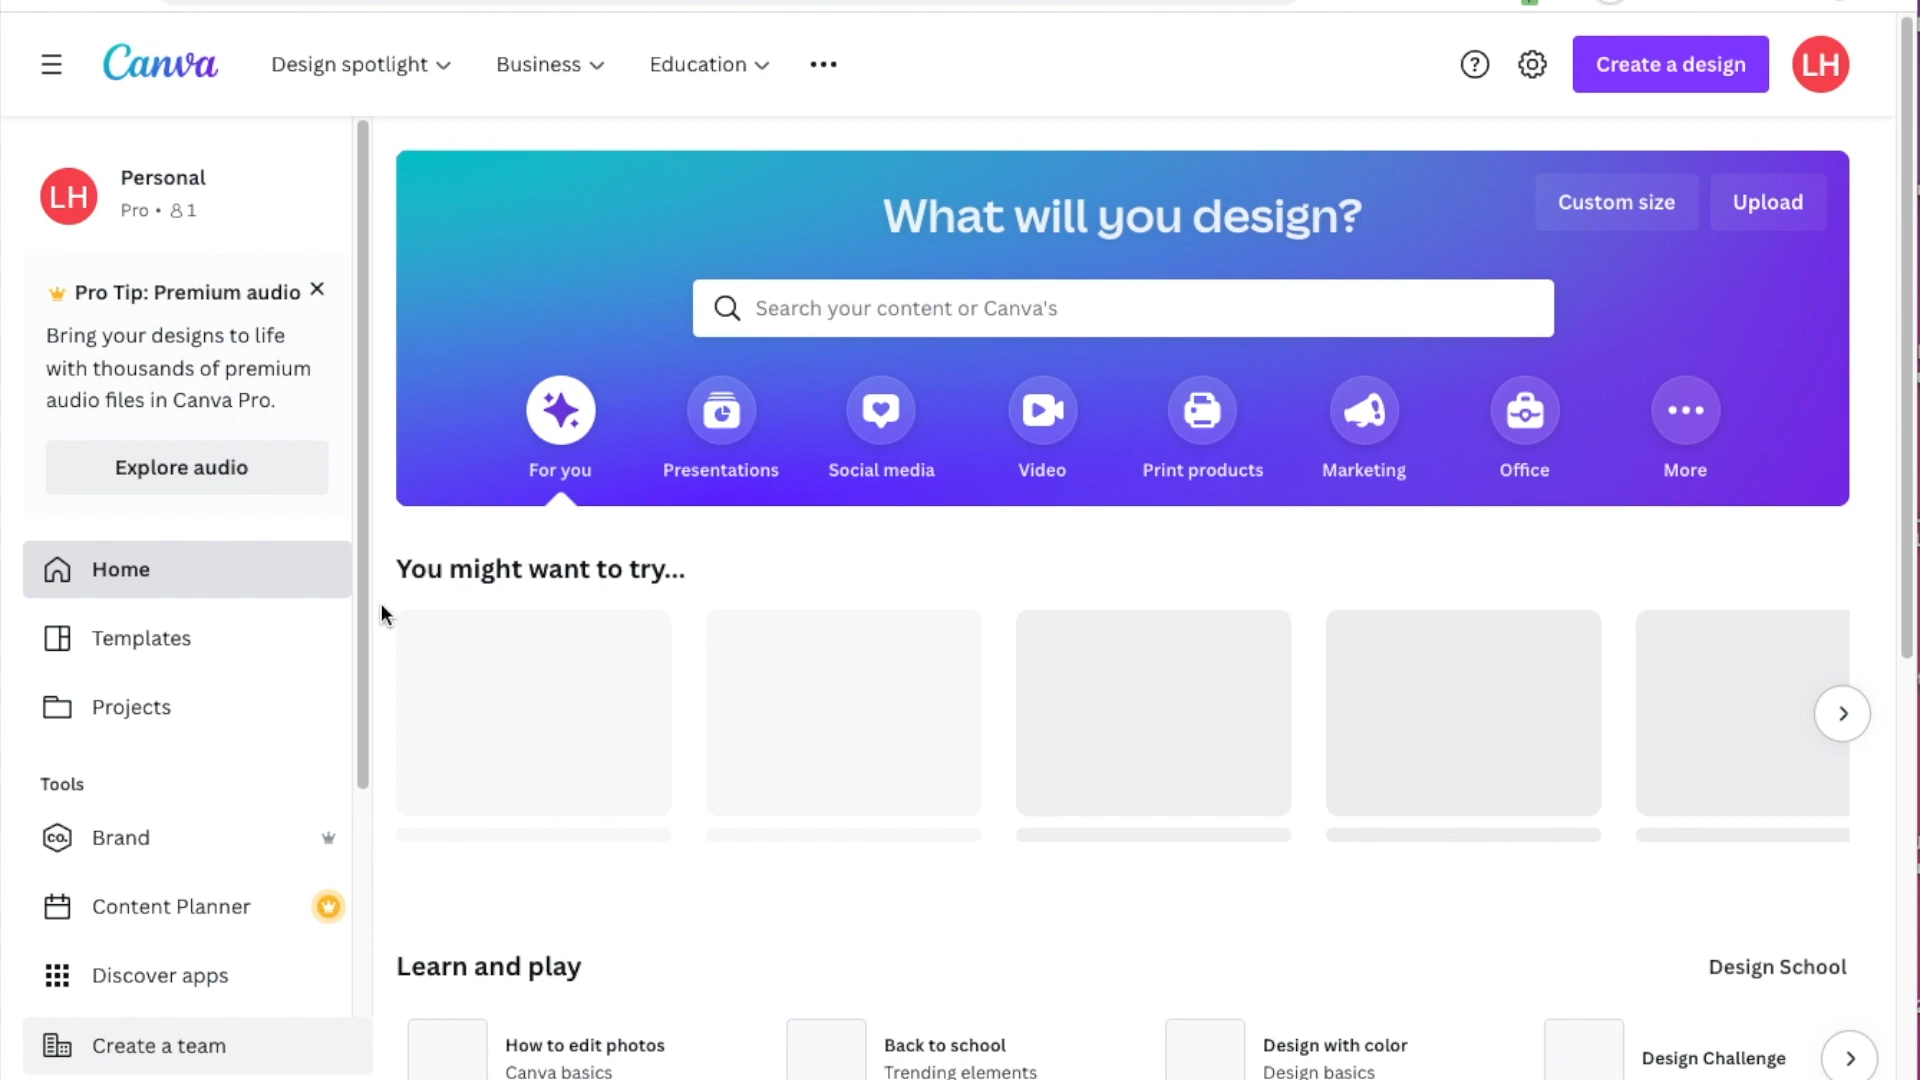 Canva
Design spotlight
Business
Education
Create a design
LH
LH
Personal
Pro • 1
Pro Tip: Premium audio
Bring your designs to life
with thousands of premium
audio files in Canva Pro.
Explore audio
Home
Templates
Projects
Tools
CO.
Brand
Content Planner
Discover apps
Create a team
What will you design?
Custom size
Upload
Search your content or Canva's
For you
Presentations
Social media
Video
Print products
Marketing
Office
More
You might want to try...
Learn and play
Design School
How to edit photos
Canva basics
Back to school
Trending elements
Design with color
Design basics
Design Challenge